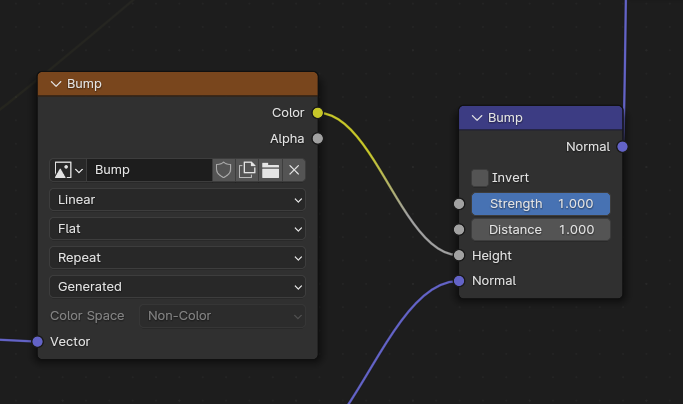 Bump
Color
Alpha
Bump
Linear
Flat
Repeat
Generated
Color Space Non-Color
Vector
Bump
Normal
Invert
Strength 1.000
Distance 1.000
Height
Normal